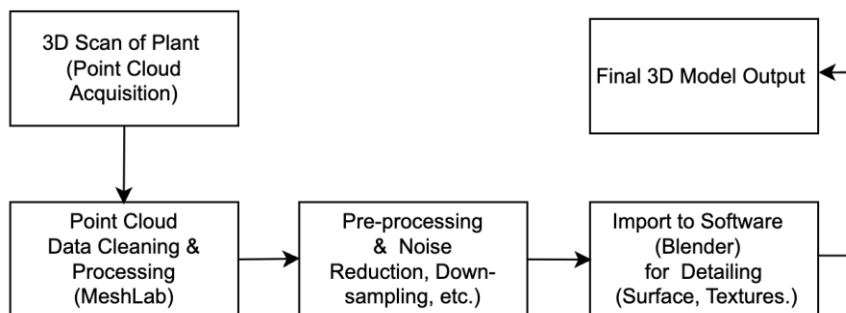 3D Scan of Plant
(Point Cloud
Acquisition)
Final 3D Model Output
Point Cloud
Data Cleaning &
Processing
(MeshLab)
Pre-processing
& Noise
Reduction, Down-
sampling, etc.)
Import to Software
(Blender)
for Detailing
(Surface, Textures.)